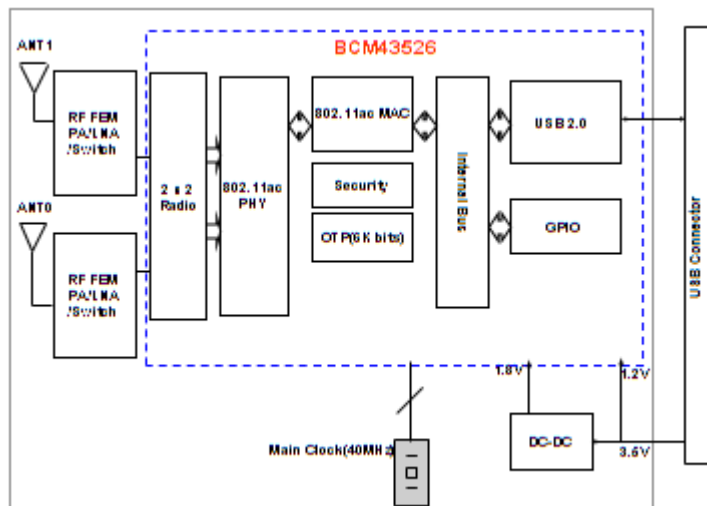 BCM43526
ANT1
RF FEM
PA/LNA
/Switch
ANT0
RF FEM
PA/LNA
/Switch
2 x 2
Radio
802.11ac
PHY
802.11ac MAC
Security
OTP(6K bits)
Internal Bus
USB 2.0
GPIO
USB Connector
1.8V
1.2V
DC-DC
3.6V
Main Clock(40MHz)